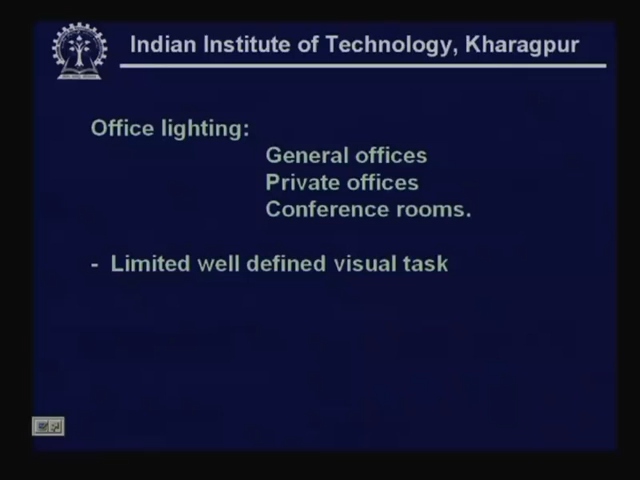 Indian Institute of Technology, Kharagpur
Office lighting:
General offices
Private offices
Conference rooms.
- Limited well defined visual task